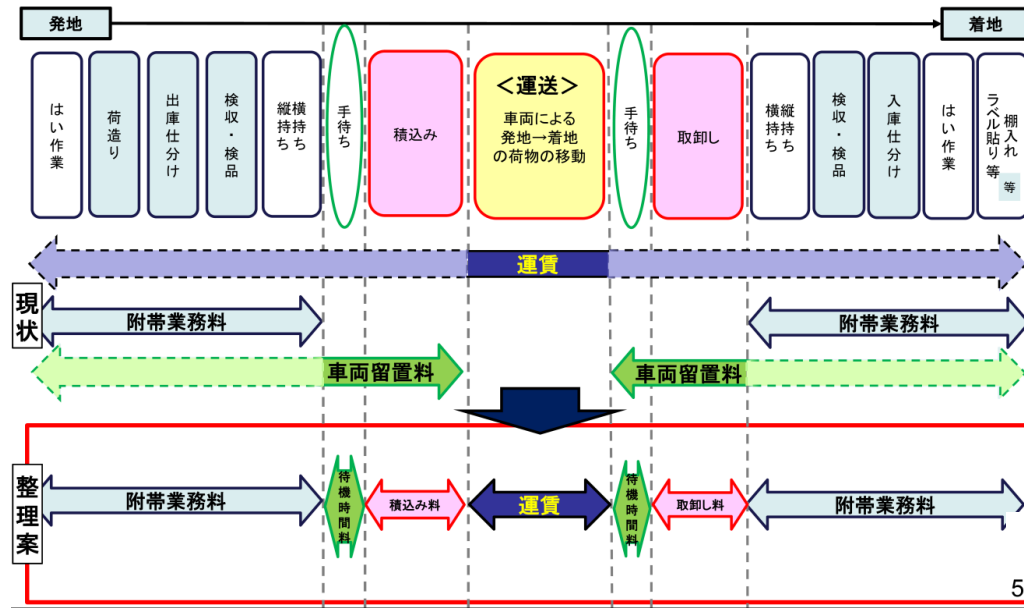 発地
着地
はい作業
荷造り
出庫仕分け
検収・検品
横持ち
縦持ち
手待ち
積込み
＜運送＞
車両による
発地→着地
の荷物の移動
手待ち
取卸し
縦持ち
横持ち
検収・検品
入庫仕分け
はい作業
棚入れ
ラベル貼り 等
等
運賃
現状
附帯業務料
附帯業務料
車両留置料
車両留置料
整理案
附帯業務料
待機時間料
積込み料
運賃
待機時間料
取卸し料
附帯業務料
5